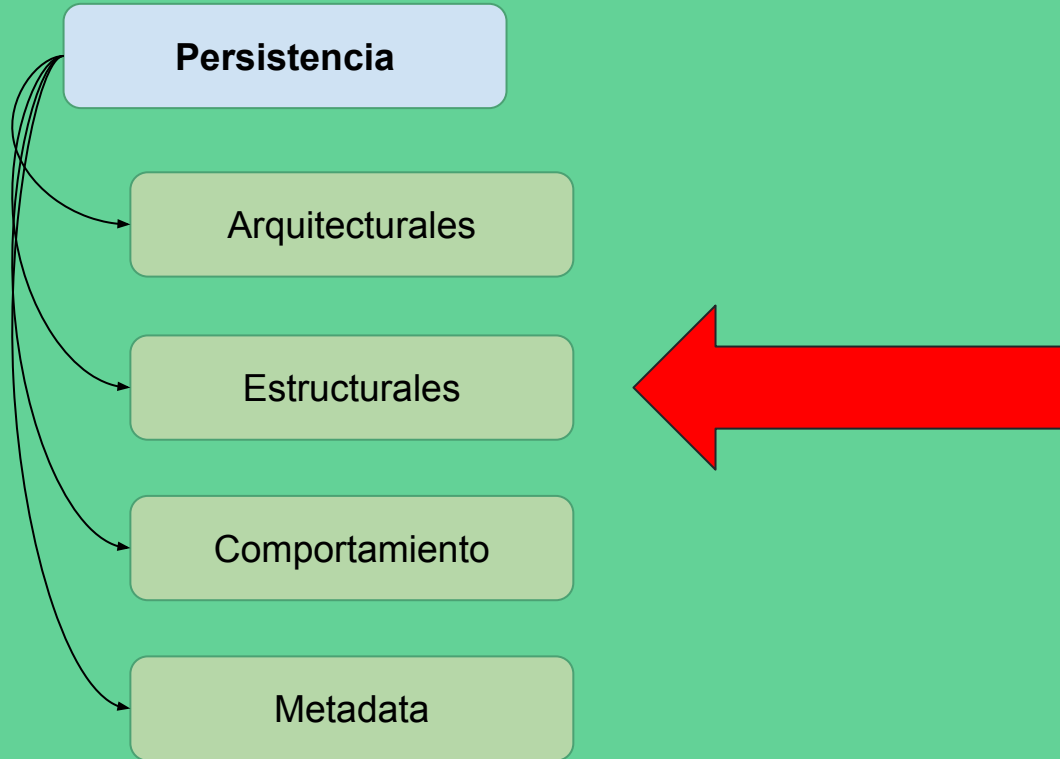 Persistencia
Arquitecturales
Estructurales
Comportamiento
Metadata